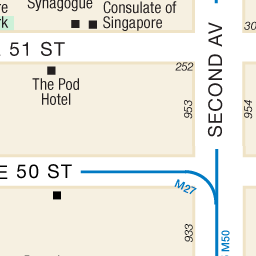 Synagogue
Consulate of
Singapore
51 ST
252
The Pod
Hotel
953
SECOND AV
954
E 50 ST
M27
933
M50